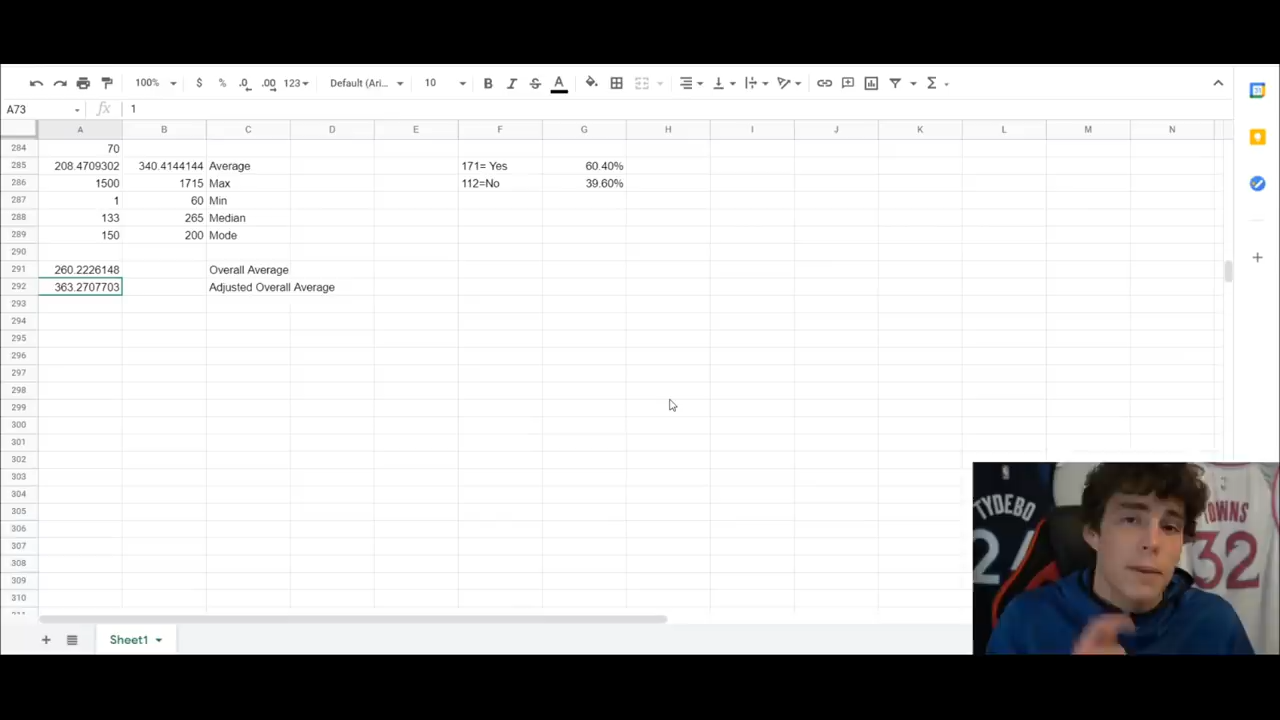 100% $ % .0 .00 123 Default (Ari... 10 B I S A Σ
A73 fx 1
A B C D E F G H I J K L M N
284 70
285 208.4709302 340.4144144 Average 171= Yes 60.40%
286 1500 1715 Max 112=No 39.60%
287 1 60 Min
288 133 265 Median
289 150 200 Mode
290
291 260.2226148 Overall Average
292 363.2707703 Adjusted Overall Average
293
294
295
296
297
298
299
300
301
302
303
304
305
306
307
308
309
310
TYDEBO
TOWNS
32
Sheet1